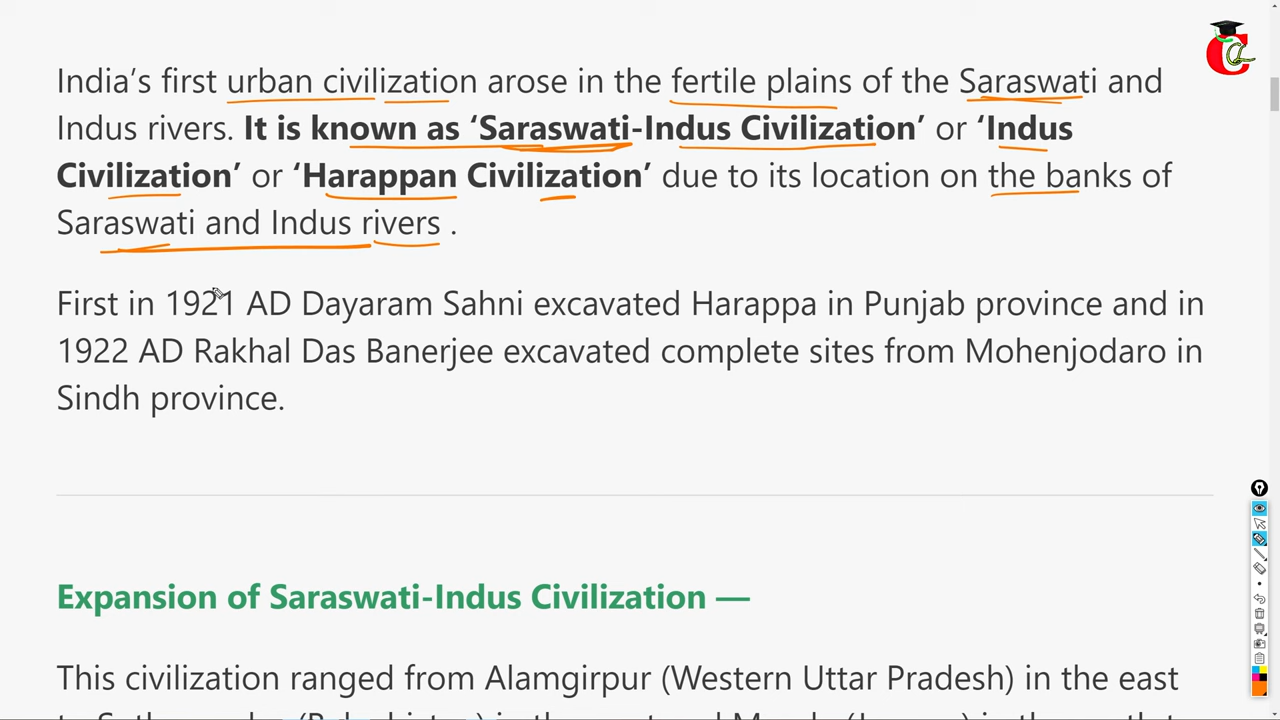 India’s first urban civilization arose in the fertile plains of the Saraswati and
Indus rivers. It is known as ‘Saraswati-Indus Civilization’ or ‘Indus
Civilization’ or ‘Harappan Civilization’ due to its location on the banks of
Saraswati and Indus rivers .
First in 1921 AD Dayaram Sahni excavated Harappa in Punjab province and in
1922 AD Rakhal Das Banerjee excavated complete sites from Mohenjodaro in
Sindh province.
Expansion of Saraswati-Indus Civilization —
This civilization ranged from Alamgirpur (Western Uttar Pradesh) in the east